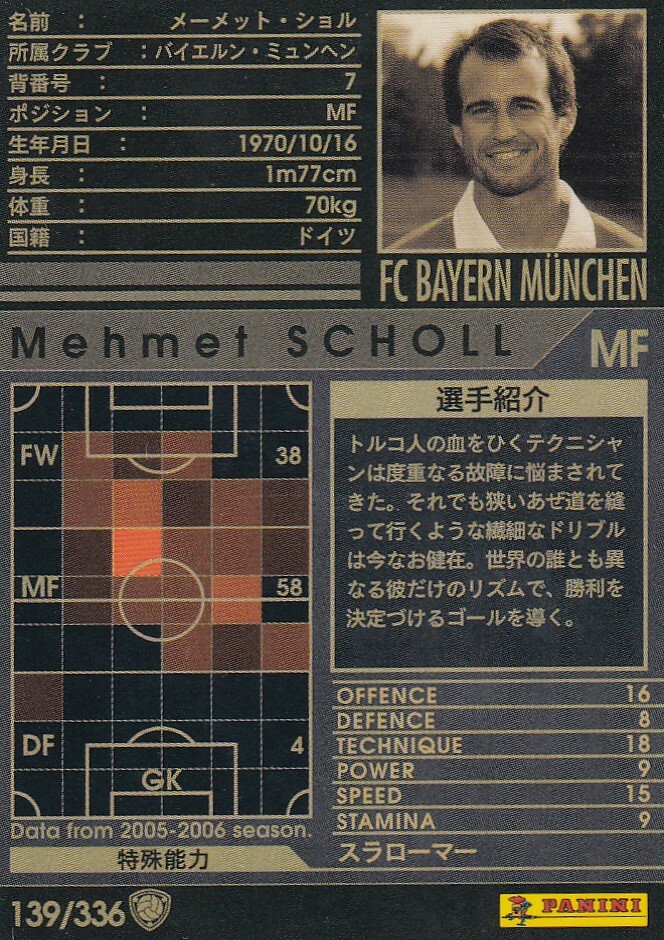 名前 : メーメット・ショル
所属クラブ : バイエルン・ミュンヘン
背番号 : 7
ポジション : MF
生年月日 : 1970/10/16
身長 : 1m77cm
体重 : 70kg
国籍 : ドイツ
FC BAYERN MÜNCHEN
Mehmet SCHOLL
MF
FW 38
MF 58
DF 4
GK
Data from 2005-2006 season.
選手紹介
トルコ人の血をひくテクニシャ
ンは度重なる故障に悩まされて
きた。それでも狭いあぜ道を縫
って行くような繊細なドリブル
は今なお健在。世界の誰とも異
なる彼だけのリズムで、勝利を
決定づけるゴールを導く。
OFFENCE 16
DEFENCE 8
TECHNIQUE 18
POWER 9
SPEED 15
STAMINA 9
特殊能力 スラローマー
139/336
PANINI